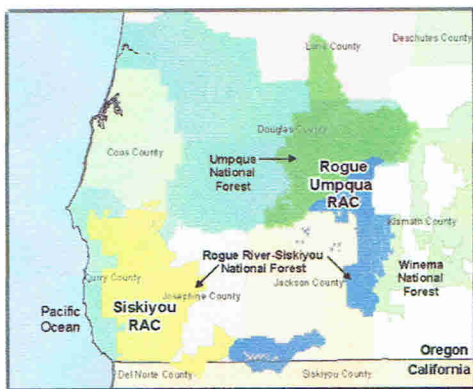 Deschutes County
Lane County
Coos County
Douglas County
Umpqua
National
Forest
Rogue
Umpqua
RAC
Klamath County
Rogue River-Siskiyou
National Forest
Winema
National
Forest
Curry County
Siskiyou
RAC
Josephine County
Jackson County
Pacific
Ocean
Oregon
California
Del Norte County
Siskiyou County